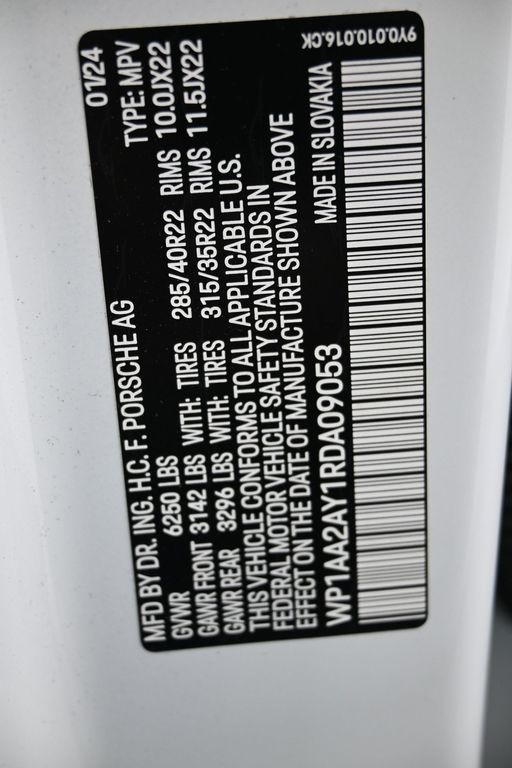 MFD BY DR. ING. H.C. F. PORSCHE AG 01/24
GVWR 6250 LBS TYPE: MPV
GAWR FRONT 3142 LBS WITH: TIRES 285/40R22 RIMS 10.0JX22
GAWR REAR 3296 LBS WITH: TIRES 315/35R22 RIMS 11.5JX22
THIS VEHICLE CONFORMS TO ALL APPLICABLE U.S.
FEDERAL MOTOR VEHICLE SAFETY STANDARDS IN
EFFECT ON THE DATE OF MANUFACTURE SHOWN ABOVE
WP1AA2AY1RDA09053 MADE IN SLOVAKIA
9Y0.010.016.CK